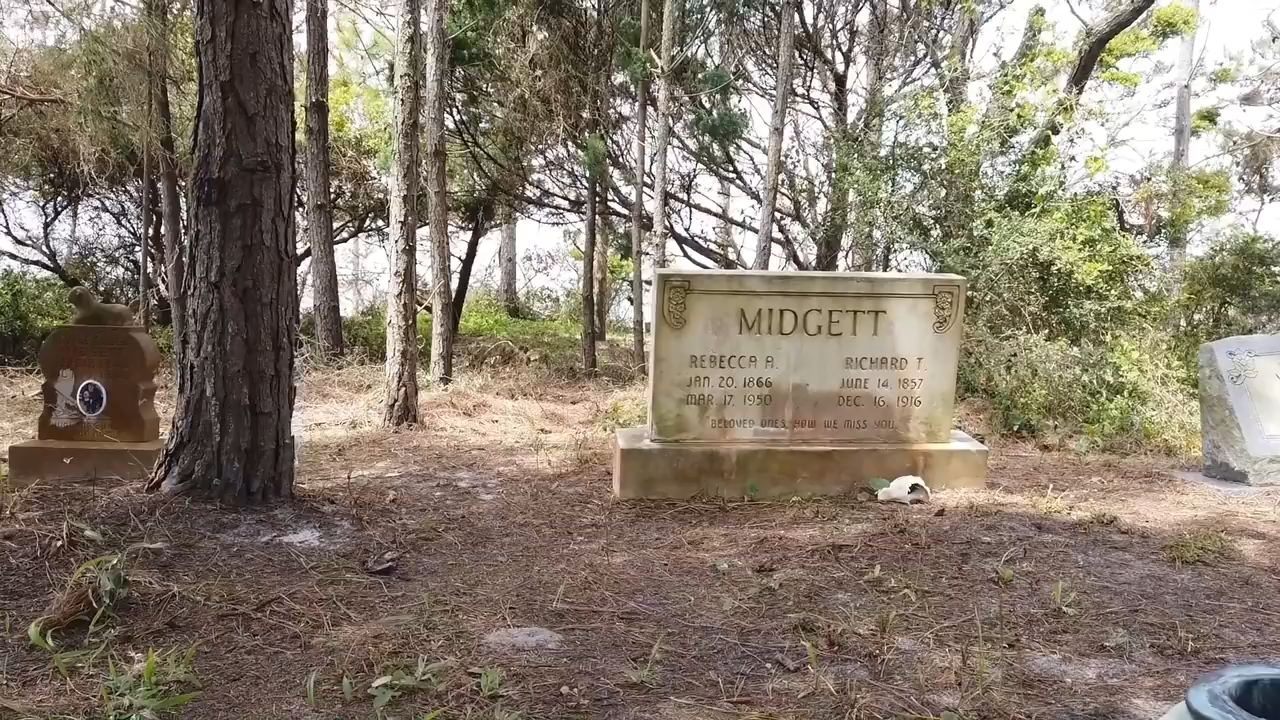 MIDGETT
REBECCA A.
JAN. 20. 1866
MAR. 17. 1950
RICHARD T.
JUNE 14. 1857
DEC. 16. 1916
BELOVED ONES, HOW WE MISS YOU.